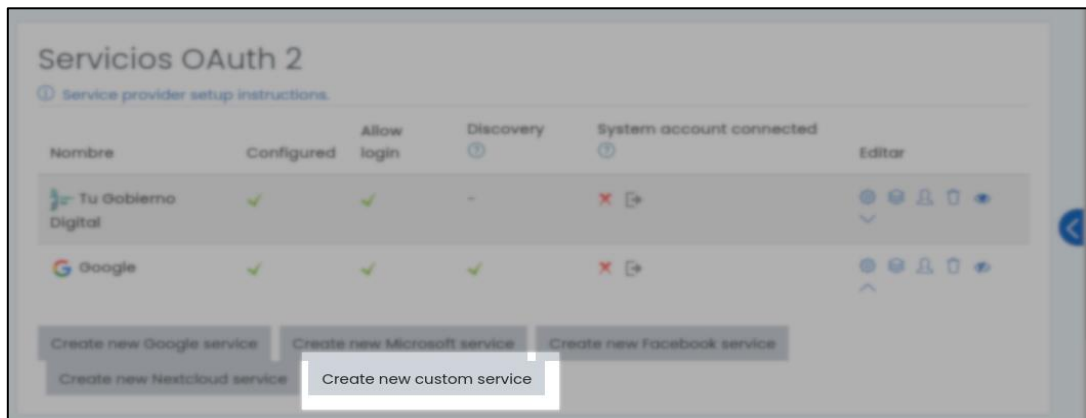 Servicios OAuth 2
Service provider setup instructions.
Nombre Configured Allow login Discovery System account connected Editar
Tu Gobierno Digital -
Google
Create new Google service Create new Microsoft service Create new Facebook service
Create new Nextcloud service Create new custom service